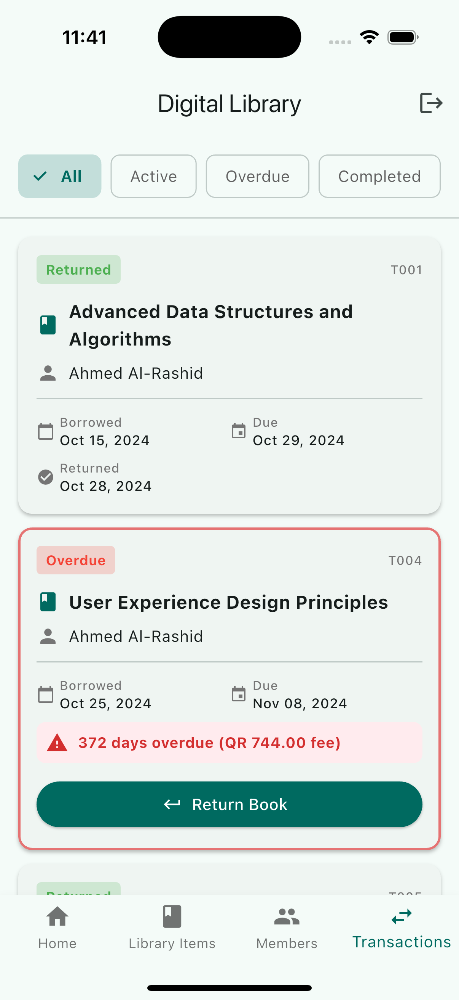 11:41
Digital Library
All
Active
Overdue
Completed
Returned
T001
Advanced Data Structures and
Algorithms
Ahmed Al-Rashid
Borrowed
Due
Oct 15, 2024
Oct 29, 2024
Returned
Oct 28, 2024
Overdue
T004
User Experience Design Principles
Ahmed Al-Rashid
Borrowed
Due
Oct 25, 2024
Nov 08, 2024
372 days overdue (QR 744.00 fee)
Return Book
Returned
T005
Home
Library Items
Members
Transactions